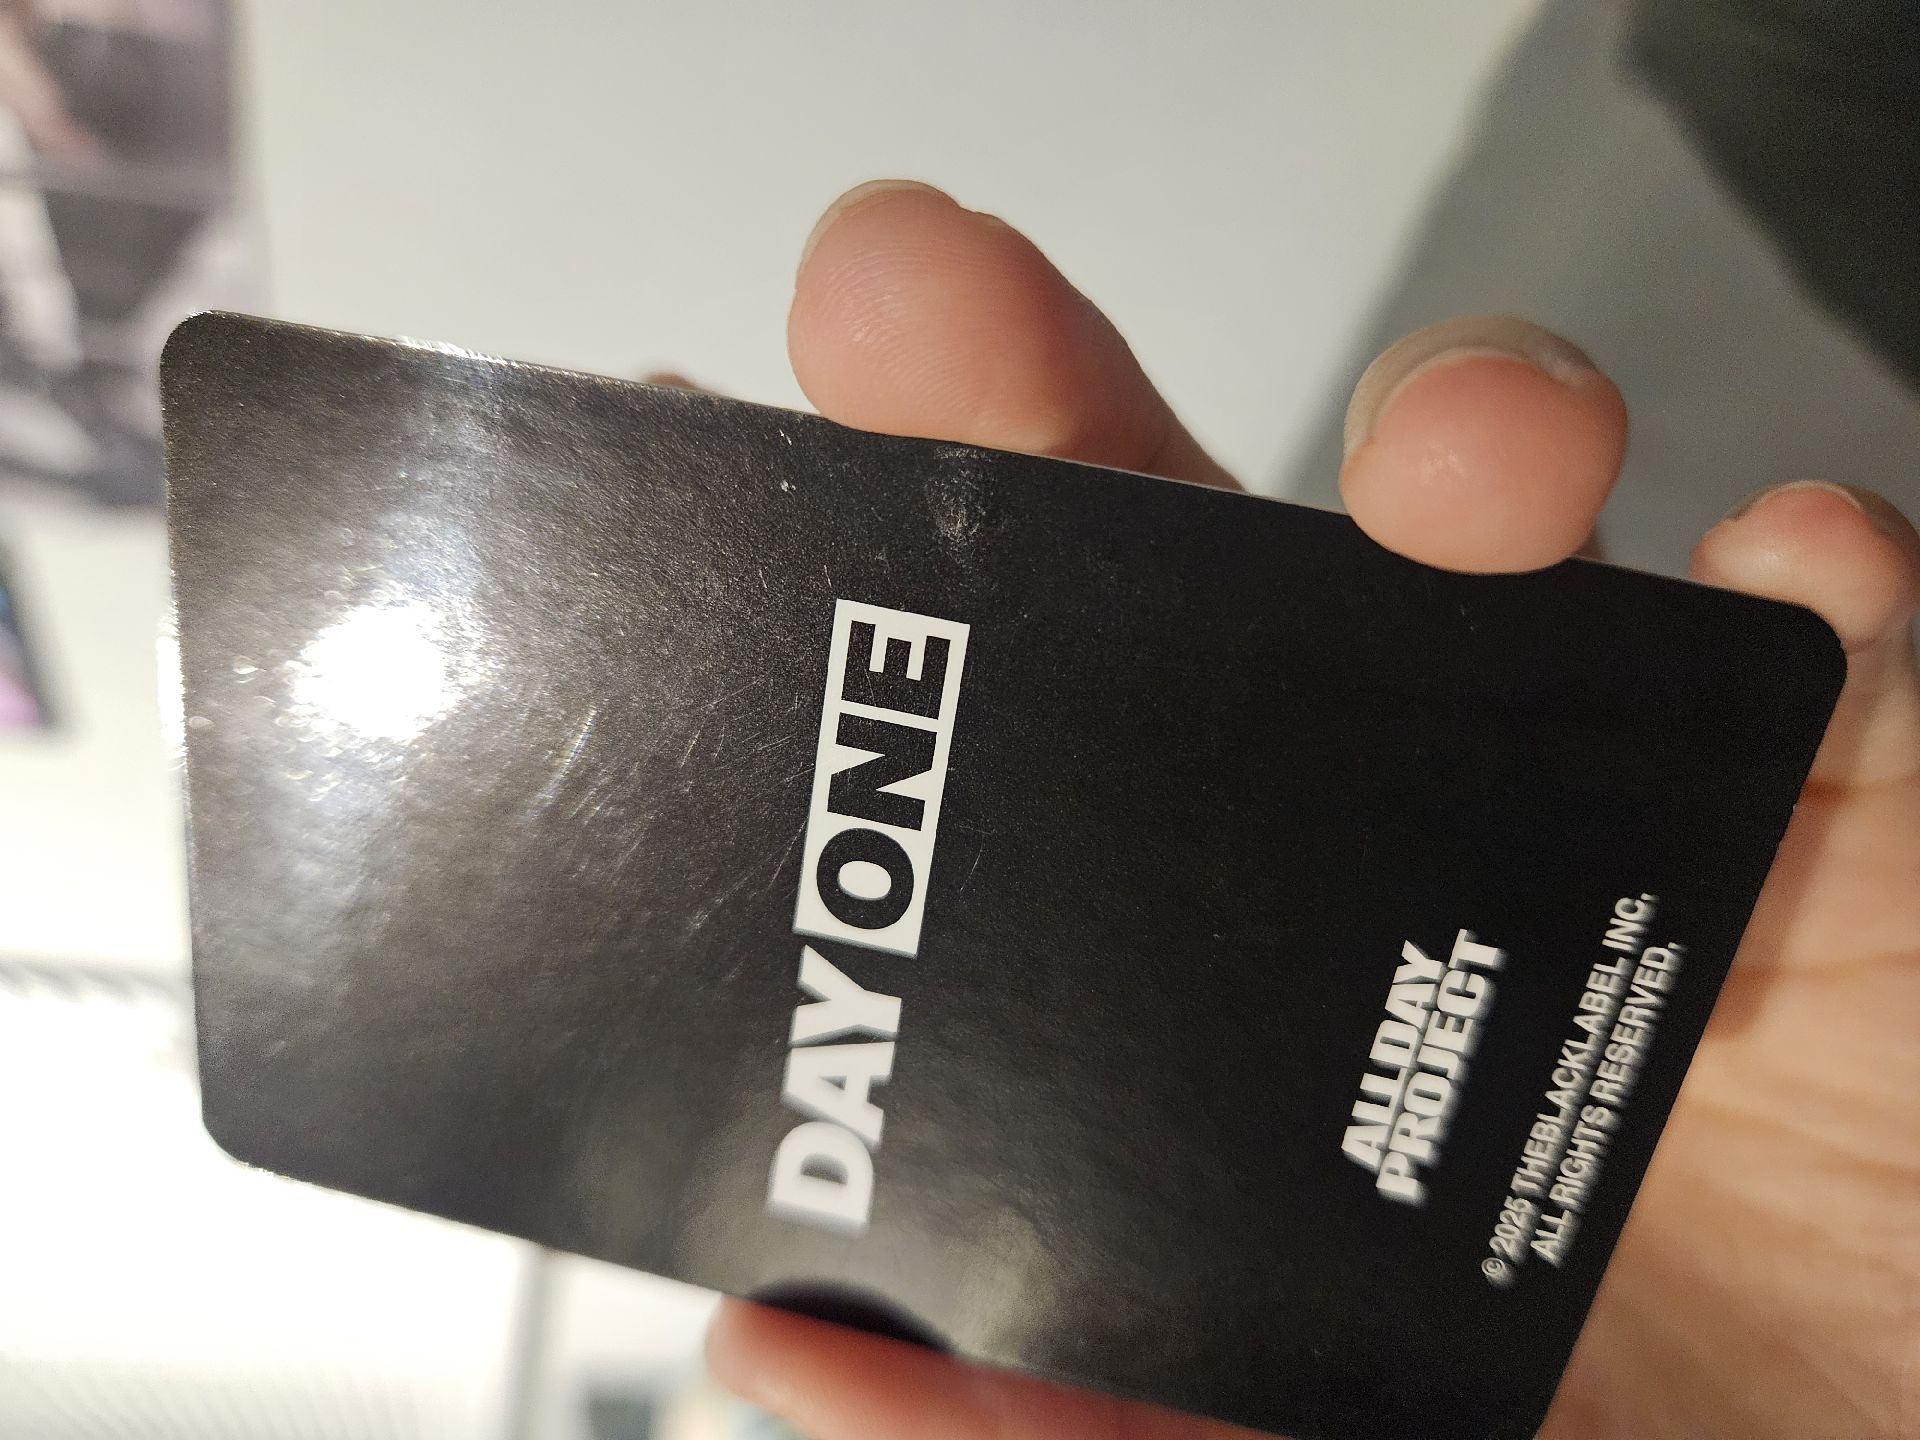 DAY ONE
ALLDAY
PROJECT
© 2025 THEBLACKLABEL INC.
ALL RIGHTS RESERVED.